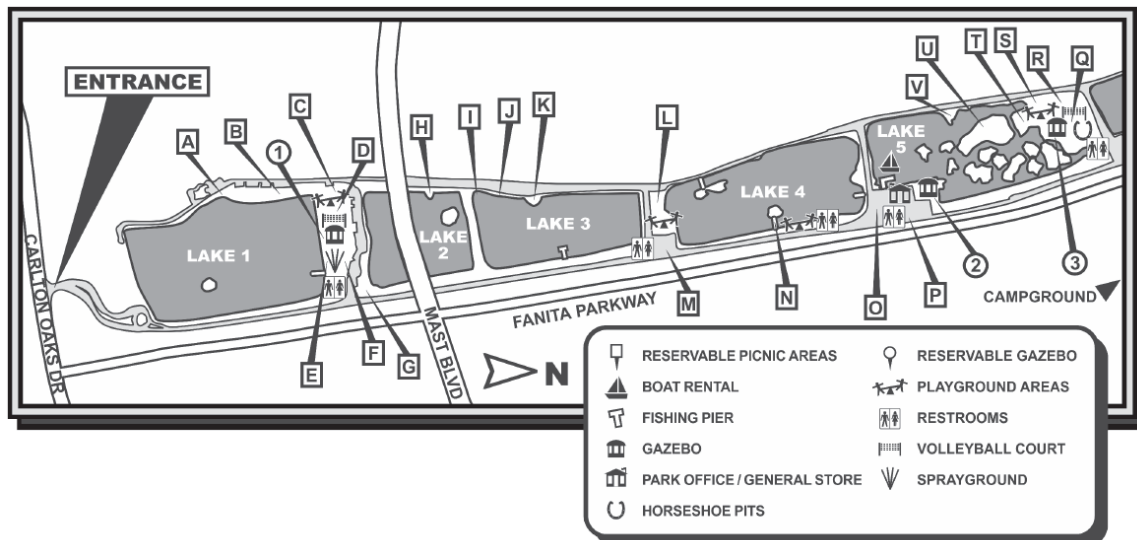 ENTRANCE
A
B
1
C
D
H
I
J
K
L
U
T
S
R
Q
V
LAKE 1
LAKE
2
LAKE 3
LAKE 4
LAKE
5
CARLTON OAKS DR
E
F
G
MAST BLVD
FANITA PARKWAY
M
N
O
P
2
3
CAMPGROUND
N
RESERVABLE PICNIC AREAS
BOAT RENTAL
FISHING PIER
GAZEBO
PARK OFFICE / GENERAL STORE
HORSESHOE PITS
RESERVABLE GAZEBO
PLAYGROUND AREAS
RESTROOMS
VOLLEYBALL COURT
SPRAYGROUND